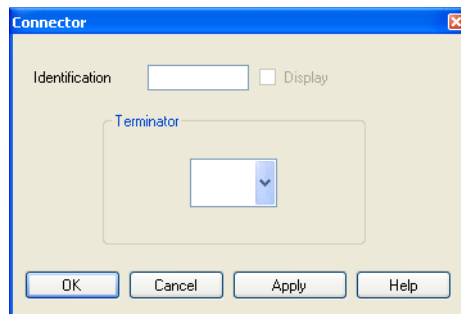 Connector
Identification Display
Terminator
OK Cancel Apply Help